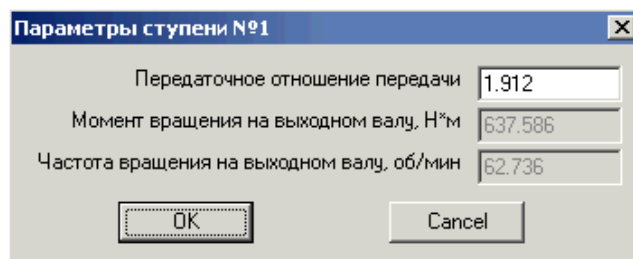 Параметры ступени №1
Передаточное отношение передачи 1.912
Момент вращения на выходном валу, Н*м 637.586
Частота вращения на выходном валу, об/мин 62.736
OK Cancel